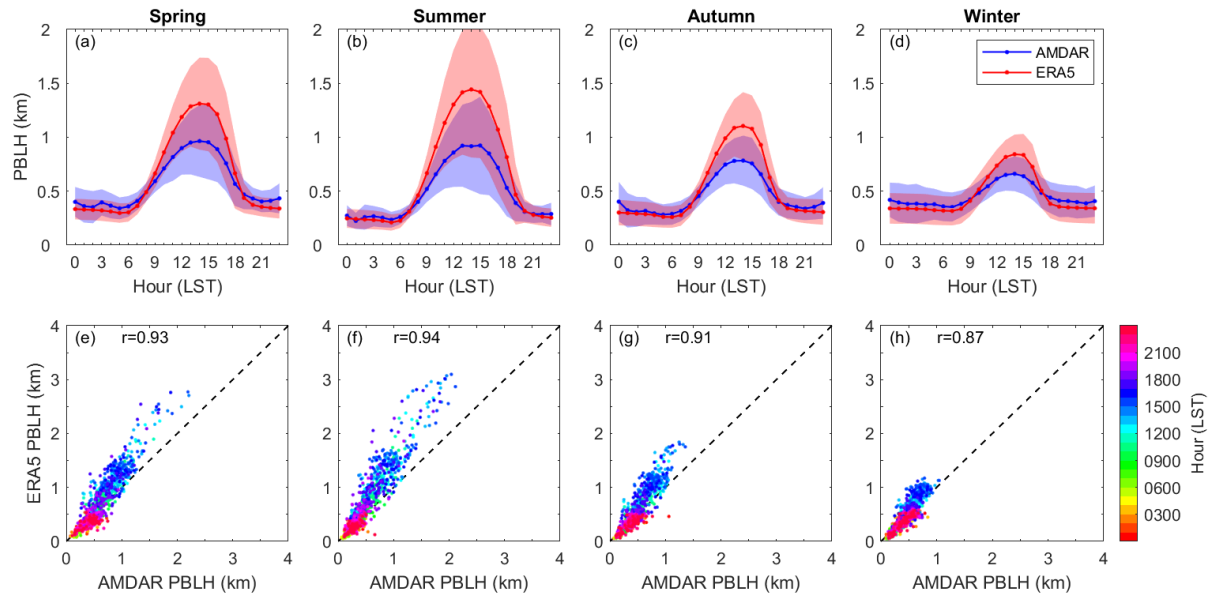 Spring
Summer
Autumn
Winter
(a)
(b)
(c)
(d)
AMDAR
ERA5
PBLH (km)
2
1.5
1
0.5
0
2
1.5
1
0.5
0
2
1.5
1
0.5
0
2
1.5
1
0.5
0
0 3 6 9 12 15 18 21
0 3 6 9 12 15 18 21
0 3 6 9 12 15 18 21
0 3 6 9 12 15 18 21
Hour (LST)
Hour (LST)
Hour (LST)
Hour (LST)
(e) r=0.93
(f) r=0.94
(g) r=0.91
(h) r=0.87
ERA5 PBLH (km)
4
3
2
1
0
4
3
2
1
0
4
3
2
1
0
4
3
2
1
0
0 1 2 3 4
0 1 2 3 4
0 1 2 3 4
0 1 2 3 4
AMDAR PBLH (km)
AMDAR PBLH (km)
AMDAR PBLH (km)
AMDAR PBLH (km)
2100
1800
1500
1200
0900
0600
0300
Hour (LST)